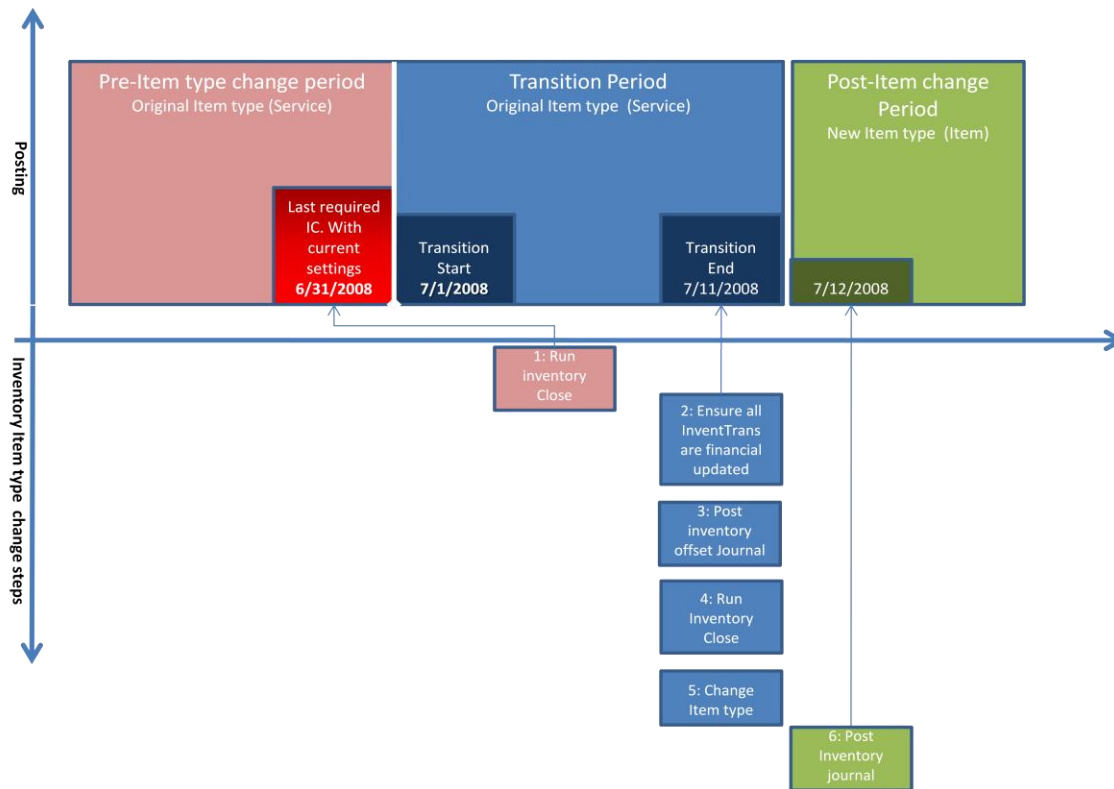 Posting
Pre-Item type change period
Original Item type (Service)
Last required
IC. With
current
settings
6/31/2008
Transition Period
Original Item type  (Service)
Transition
Start
7/1/2008
Transition
End
7/11/2008
Post-Item change
Period
New Item type  (Item)
7/12/2008
Inventory Item type change steps
1: Run
inventory
Close
2: Ensure all
InventTrans
are financial
updated
3: Post
inventory
offset Journal
4: Run
Inventory
Close
5: Change
Item type
6: Post
Inventory
journal